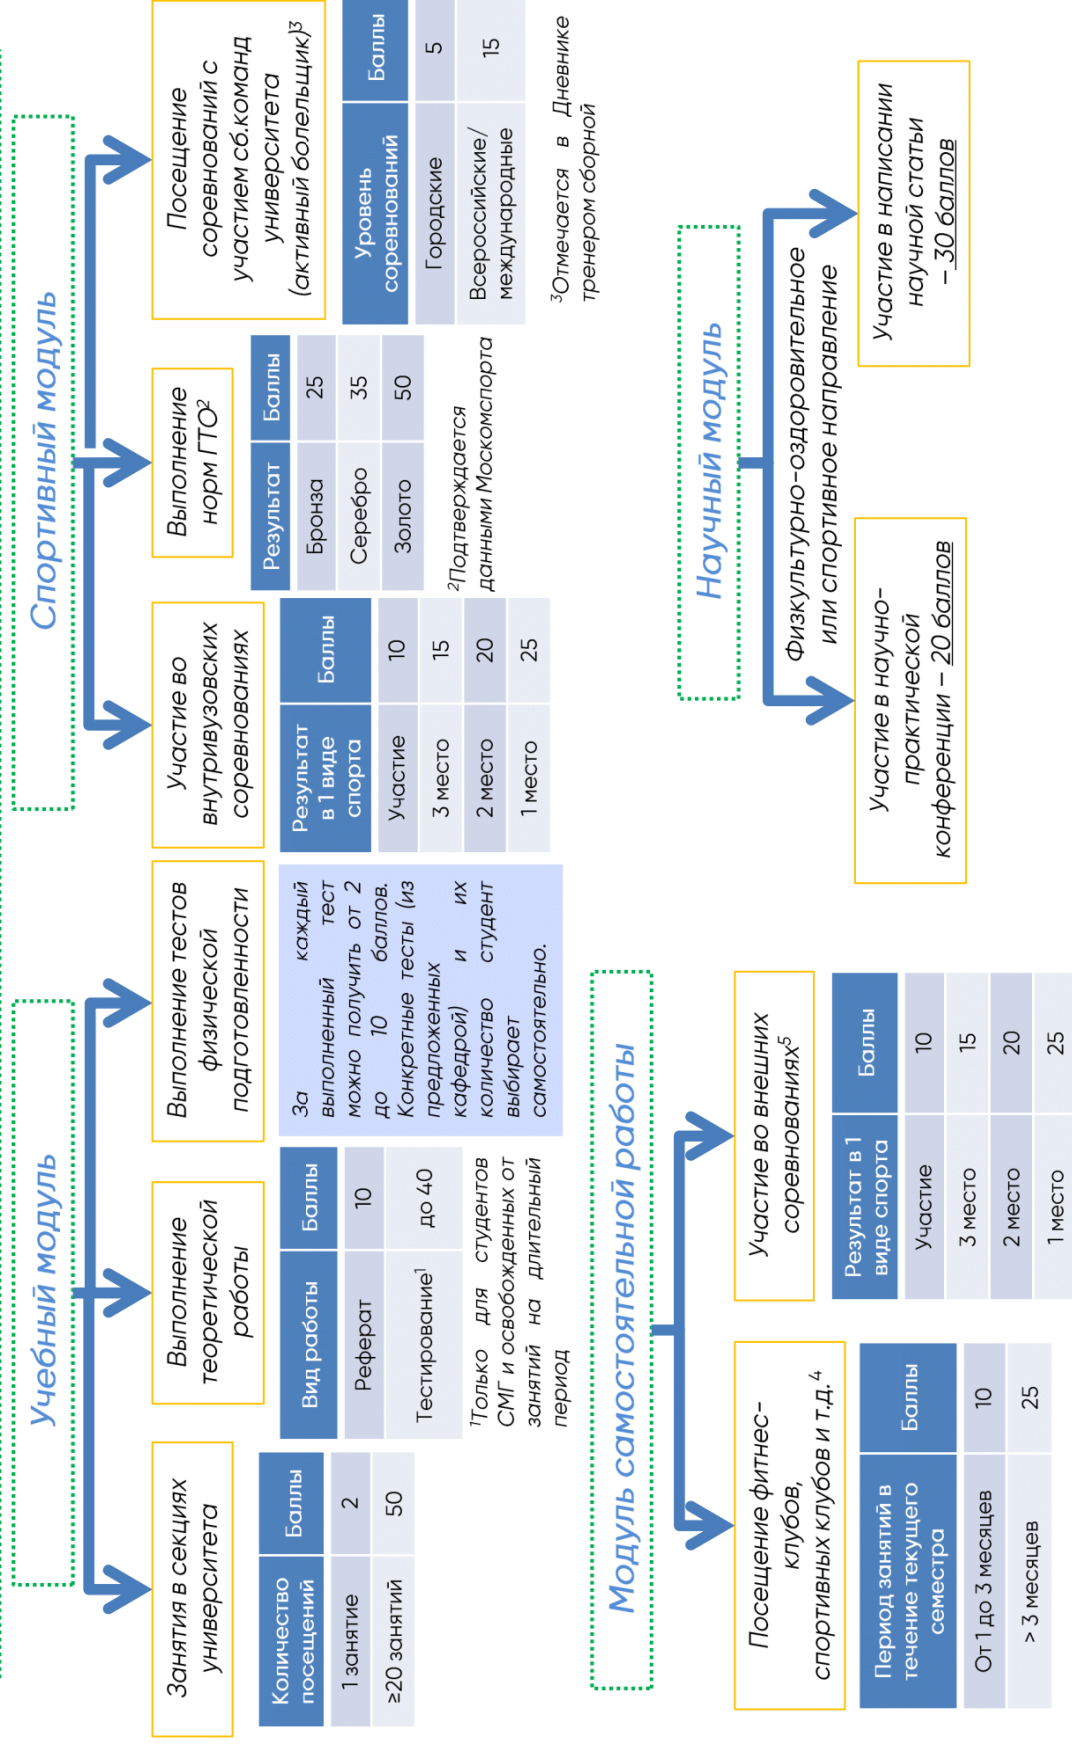 Учебный модуль
Занятия в секциях
университета
Количество
посещений
Баллы
1 занятие
2
≥20 занятий
50
Выполнение
теоретической
работы
Вид работы
Баллы
Реферат
10
Тестирование¹
до 40
¹Только для студентов
СМГ и освобожденных от
занятий на длительный
период
Выполнение тестов
физической
подготовленности
За каждый
выполненный тест
можно получить от 2
до 10 баллов.
Конкретные тесты (из
предложенных
кафедрой) и их
количество студент
выбирает
самостоятельно.
Спортивный модуль
Участие во
внутривузовских
соревнованиях
Результат
в 1 виде
спорта
Баллы
Участие
10
3 место
15
2 место
20
1 место
25
Выполнение
норм ГТО²
Результат
Баллы
Бронза
25
Серебро
35
Золото
50
²Подтверждается
данными Москомспорта
Посещение
соревнований с
участием сб.команд
университета
(активный болельщик)³
Уровень
соревнований
Баллы
Городские
5
Всероссийские/
международные
15
³Отмечается в Дневнике
тренером сборной
Модуль самостоятельной работы
Посещение фитнес-
клубов,
спортивных клубов и т.д.⁴
Период занятий в
течение текущего
семестра
Баллы
От 1 до 3 месяцев
10
> 3 месяцев
25
Участие во внешних
соревнованиях⁵
Результат в 1
виде спорта
Баллы
Участие
10
3 место
15
2 место
20
1 место
25
Научный модуль
Физкультурно-оздоровительное
или спортивное направление
Участие в научно-
практической
конференции – 20 баллов
Участие в написании
научной статьи
– 30 баллов